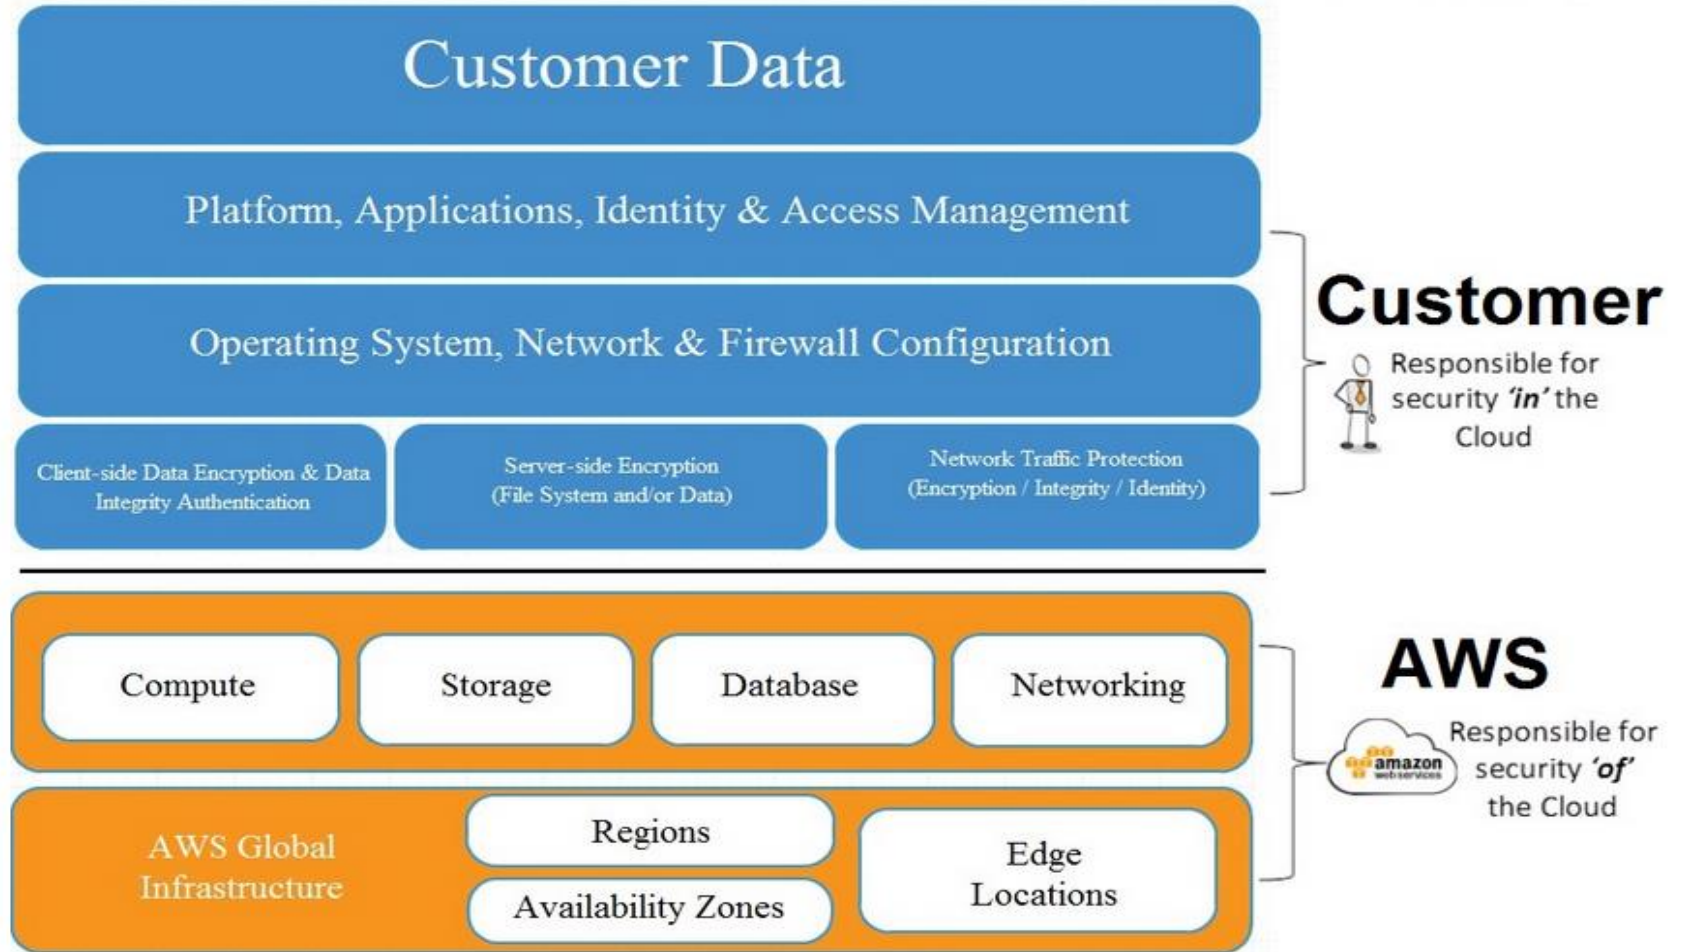 Customer Data
Platform, Applications, Identity & Access Management
Operating System, Network & Firewall Configuration
Client-side Data Encryption & Data
Integrity Authentication
Server-side Encryption
(File System and/or Data)
Network Traffic Protection
(Encryption / Integrity / Identity)
Customer
Responsible for
security ‘in’ the
Cloud
Compute
Storage
Database
Networking
AWS Global
Infrastructure
Regions
Availability Zones
Edge
Locations
AWS
amazon
web services
Responsible for
security ‘of’
the Cloud